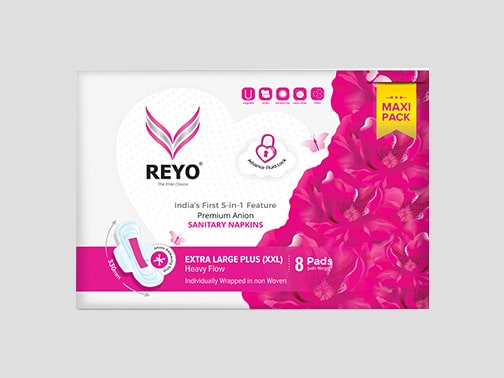 MAXI
PACK
REYO®
The Elite Choice
Advance Fluid Lock
India's First 5-in-1 Feature
Premium Anion
SANITARY NAPKINS
330mm
EXTRA LARGE PLUS (XXL)
Heavy Flow
Individually Wrapped in non Woven
8 Pads